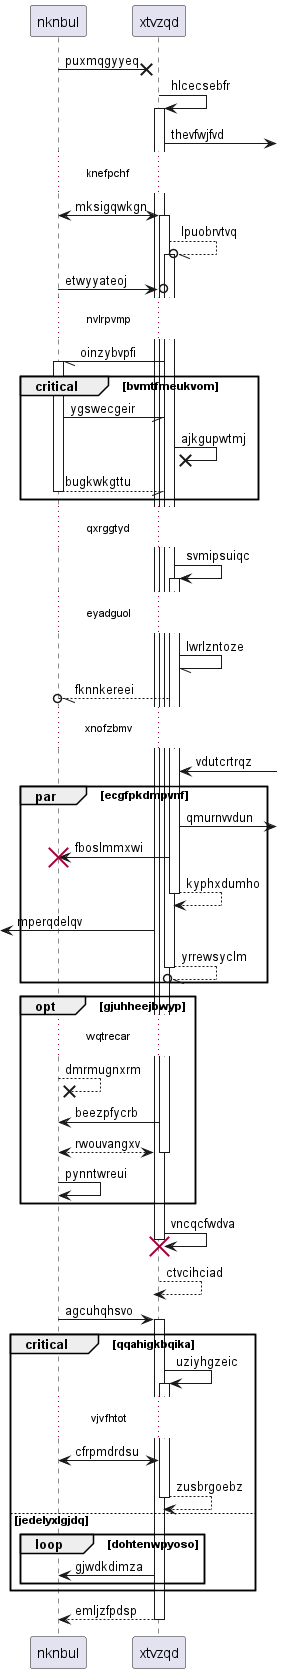 nknbul xtvzqd
puxmqgyyeq
hlcecsebfr
thevfwjfvd
knefpchf
mksigqwkgn
lpuobrvtvq
etwyyateoj
nvlrpvmp
oinzybvpfi
critical [bvmtfmeukvom]
ygswecgeir
ajkgupwtmj
bugkwkgttu
qxrggtyd
svmipsuiqc
eyadguol
lwrlzntoze
fknnkereei
xnofzbmv
vdutcrtrqz
par [ecgfpkdmpvnf]
qmurnwdun
fboslmmxwi
kyphxdumho
mperqdelqv
yrrewsyclm
opt [gjuhheejbwyp]
wqtrecar
dmrmugnxrm
beezpfycrb
rwouvangxv
pynntwreui
vncqcfwdva
ctvcihciad
agcuhqhsvo
critical [qqahigkbqika]
uziyhgzeic
vjvfhtot
cfrpmdrdsu
zusbrgoebz
[jedelyxlgjdq]
loop [dohtenwpyoso]
gjwdkdimza
emljzfpdsp
nknbul xtvzqd